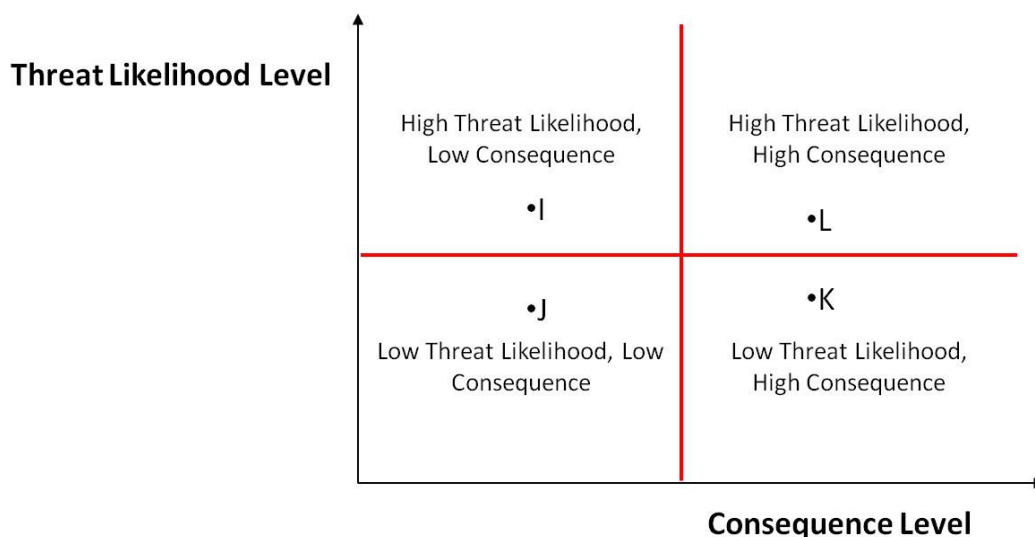 Threat Likelihood Level
High Threat Likelihood,
Low Consequence
•I
High Threat Likelihood,
High Consequence
•L
•J
Low Threat Likelihood, Low
Consequence
•K
Low Threat Likelihood,
High Consequence
Consequence Level